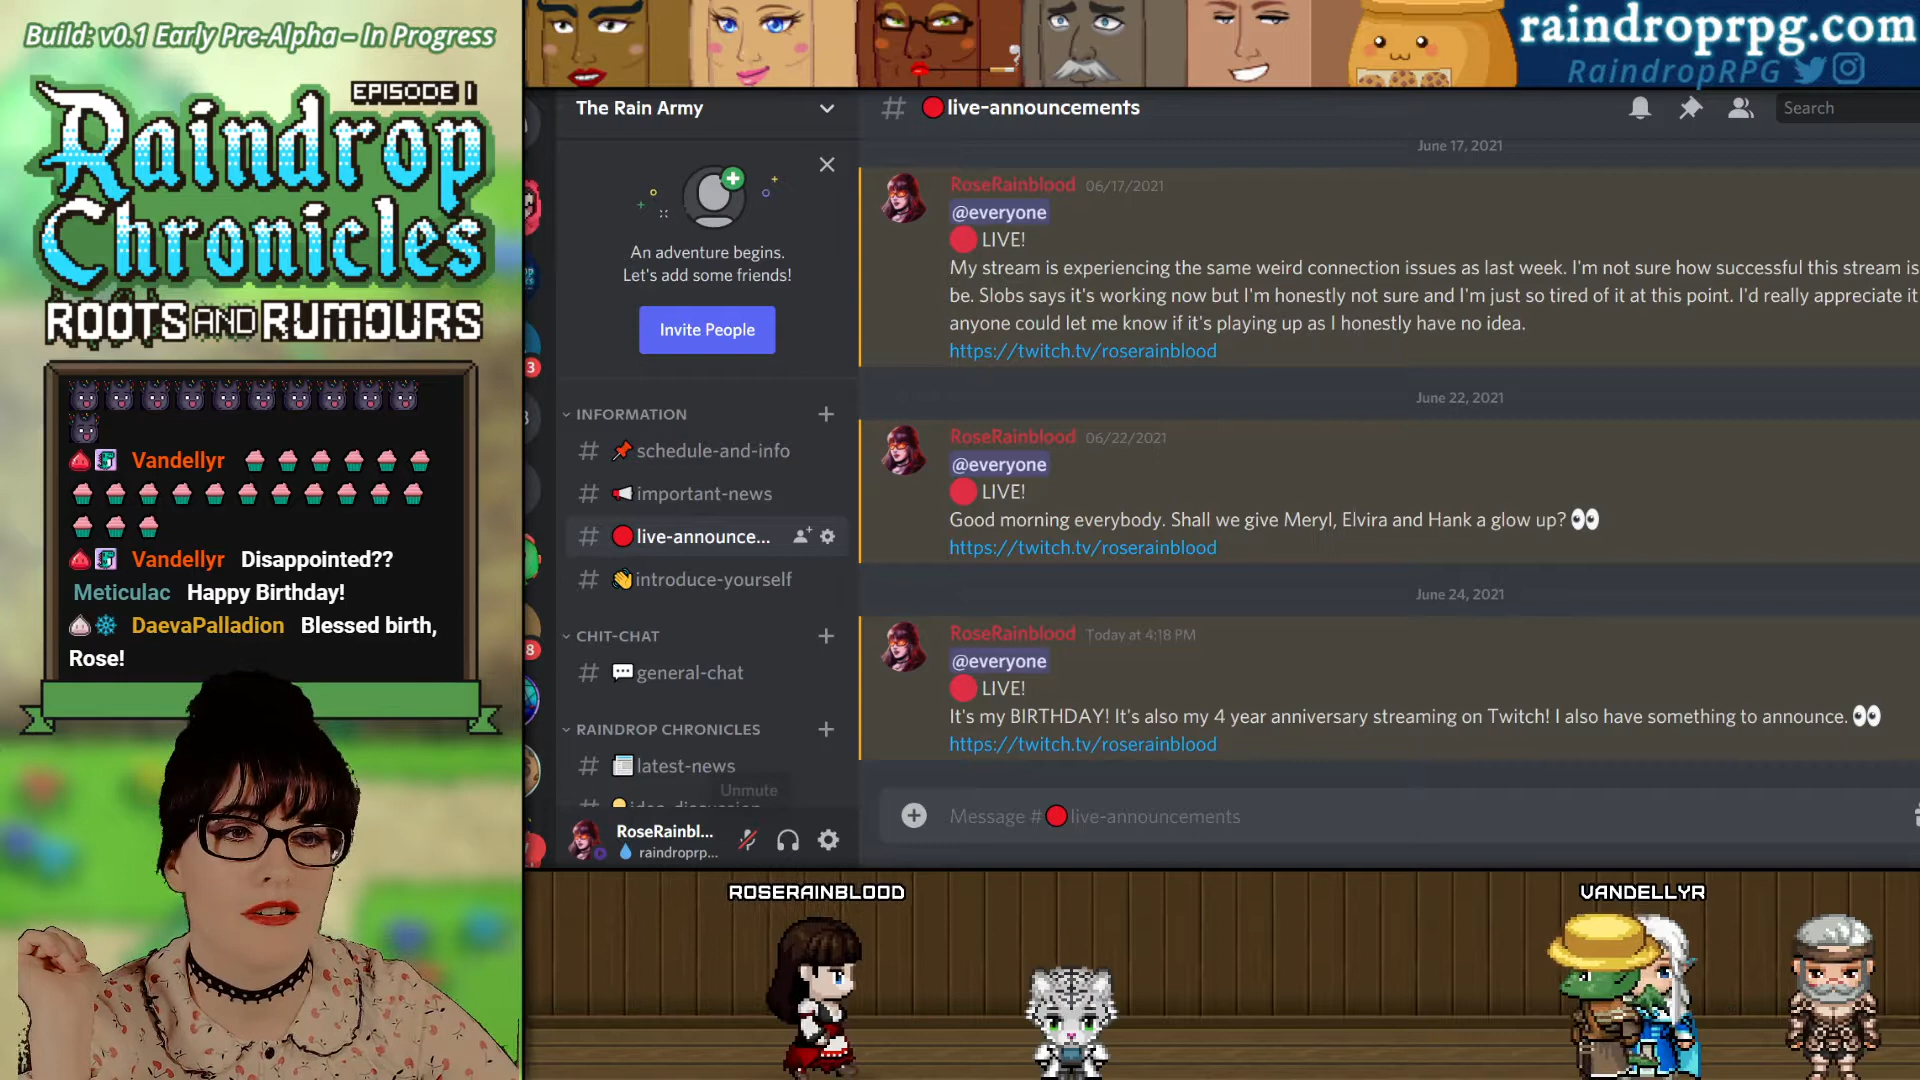 Build: v0.1 Early Pre-Alpha – In Progress
EPISODE I
Raindrop
Chronicles
ROOTS AND RUMOURS
Vandellyr
Vandellyr Disappointed??
Meticulac Happy Birthday!
DaevaPalladion Blessed birth,
Rose!
raindroprpg.com
RaindropRPG
The Rain Army
An adventure begins.
Let's add some friends!
Invite People
INFORMATION
schedule-and-info
important-news
live-announce...
introduce-yourself
CHIT-CHAT
general-chat
RAINDROP CHRONICLES
latest-news
Unmute
RoseRainbl...
raindroprp...
3
8
# live-announcements
Search
June 17, 2021
RoseRainblood 06/17/2021
@everyone
LIVE!
My stream is experiencing the same weird connection issues as last week. I'm not sure how successful this stream is
be. Slobs says it's working now but I'm honestly not sure and I'm just so tired of it at this point. I'd really appreciate it
anyone could let me know if it's playing up as I honestly have no idea.
https://twitch.tv/roserainblood
June 22, 2021
RoseRainblood 06/22/2021
@everyone
LIVE!
Good morning everybody. Shall we give Meryl, Elvira and Hank a glow up?
https://twitch.tv/roserainblood
June 24, 2021
RoseRainblood Today at 4:18 PM
@everyone
LIVE!
It's my BIRTHDAY! It's also my 4 year anniversary streaming on Twitch! I also have something to announce.
https://twitch.tv/roserainblood
Message # live-announcements
ROSERAINBLOOD
VANDELLYR